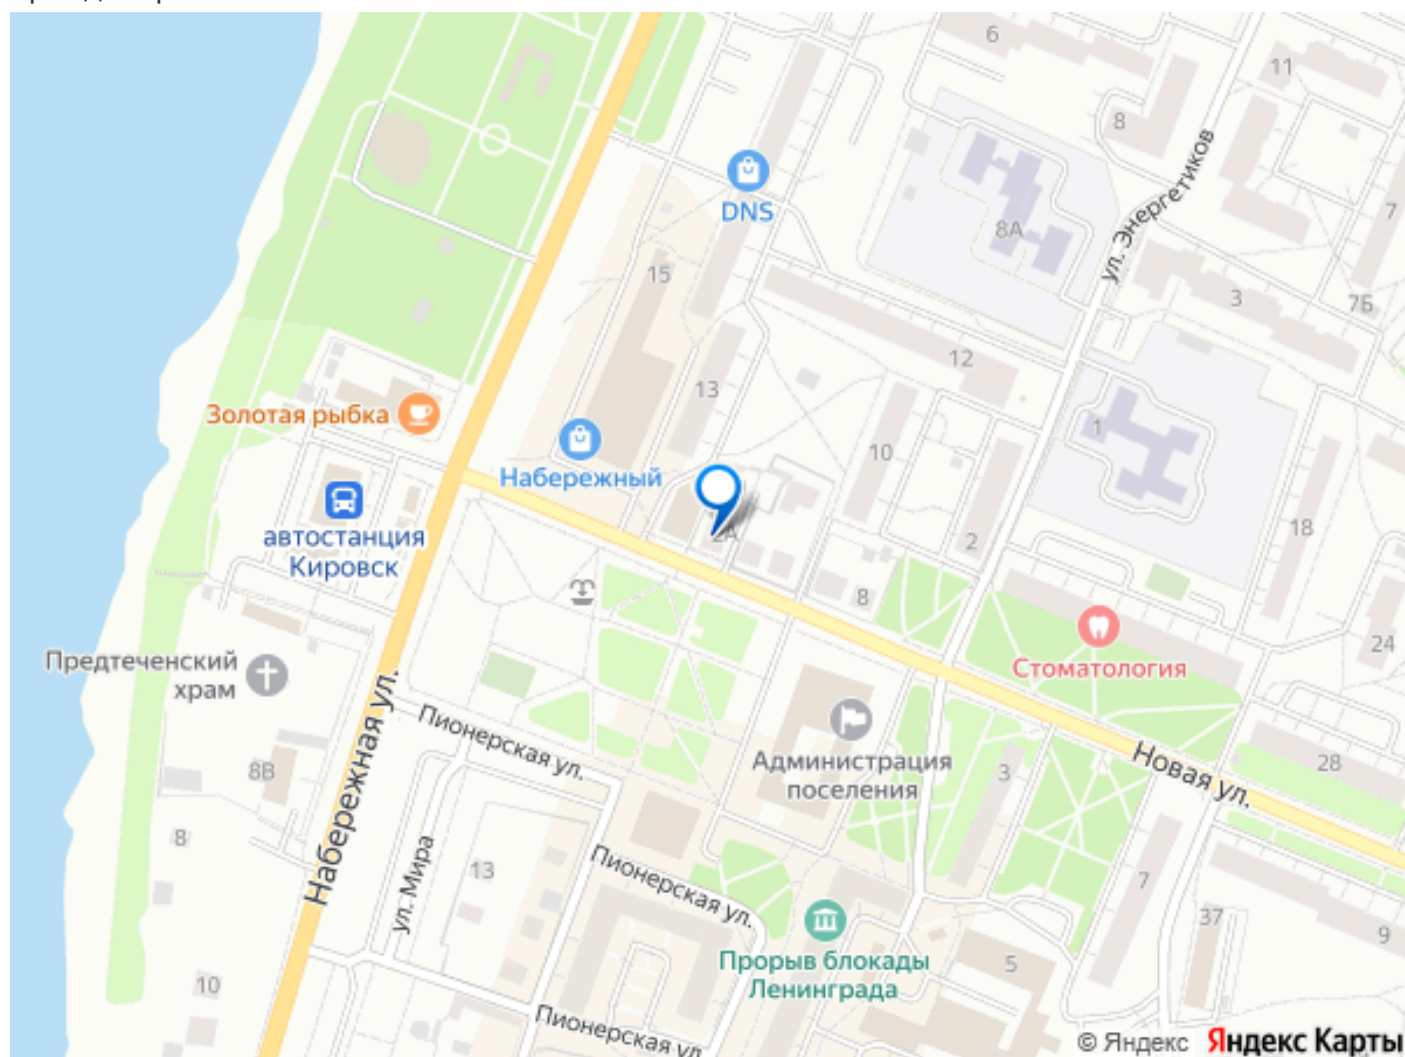 6
11
8
ул. Энергетиков
DNS
7
8А
15
3
7Б
12
13
Золотая рыбка
1
10
Набережный
18
автостанция
Кировск
2А
2
8
24
Предтеченский
храм
Стоматология
Набережная ул.
Пионерская ул.
Администрация
поселения
3
Новая ул.
28
8В
8
ул. Мира
13
Пионерская ул.
7
37
9
Прорыв блокады
Ленинграда
5
10
Пионерская ул.
© Яндекс Яндекс Карты